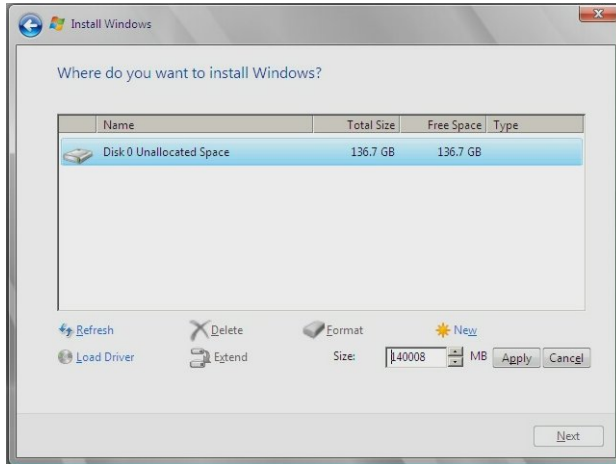 Install Windows
Where do you want to install Windows?
Name Total Size Free Space Type
Disk 0 Unallocated Space 136.7 GB 136.7 GB
Refresh Delete Format New
Load Driver Extend Size: 140008 MB Apply Cancel
Next